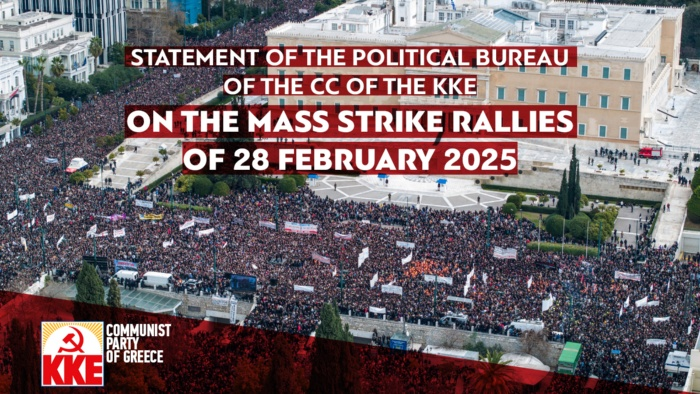 STATEMENT OF THE POLITICAL BUREAU
OF THE CC OF THE KKE
ON THE MASS STRIKE RALLIES
OF 28 FEBRUARY 2025
KKE
COMMUNIST
PARTY
OF GREECE